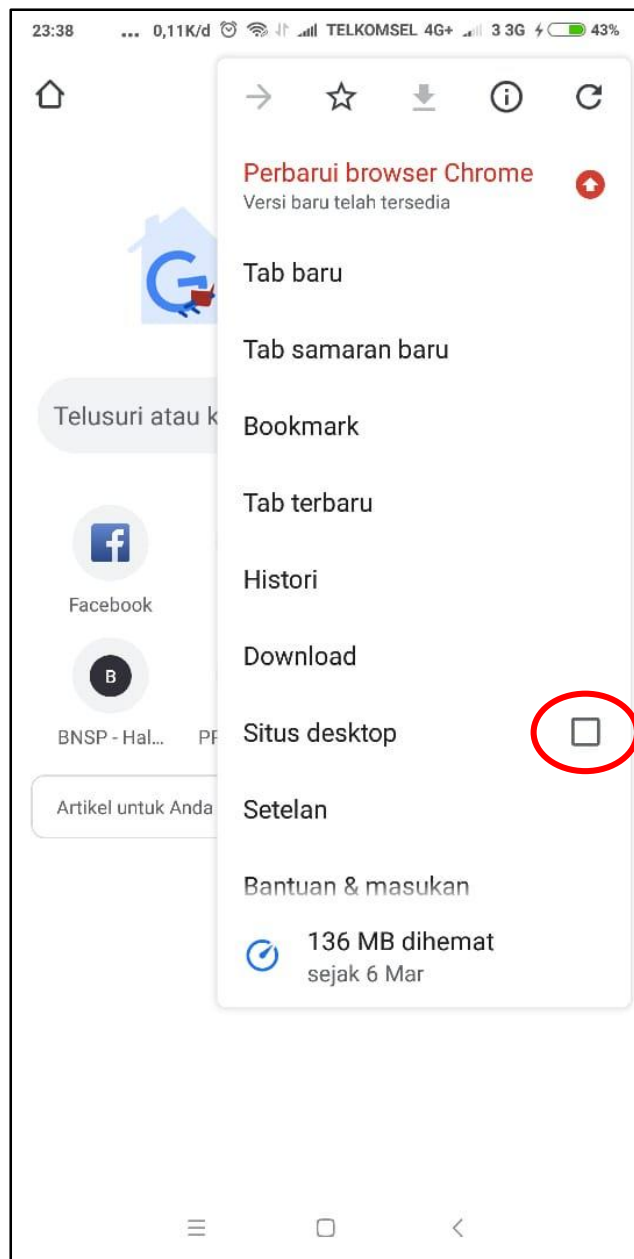 23:38 ... 0,11K/d TELKOMSEL 4G+ 3 3G 43%
Perbarui browser Chrome
Versi baru telah tersedia
Tab baru
Tab samaran baru
Telusuri atau k
Bookmark
Tab terbaru
Facebook
Histori
Download
B
BNSP - Hal...
Situs desktop
Artikel untuk Anda
Setelan
Bantuan & masukan
136 MB dihemat
sejak 6 Mar